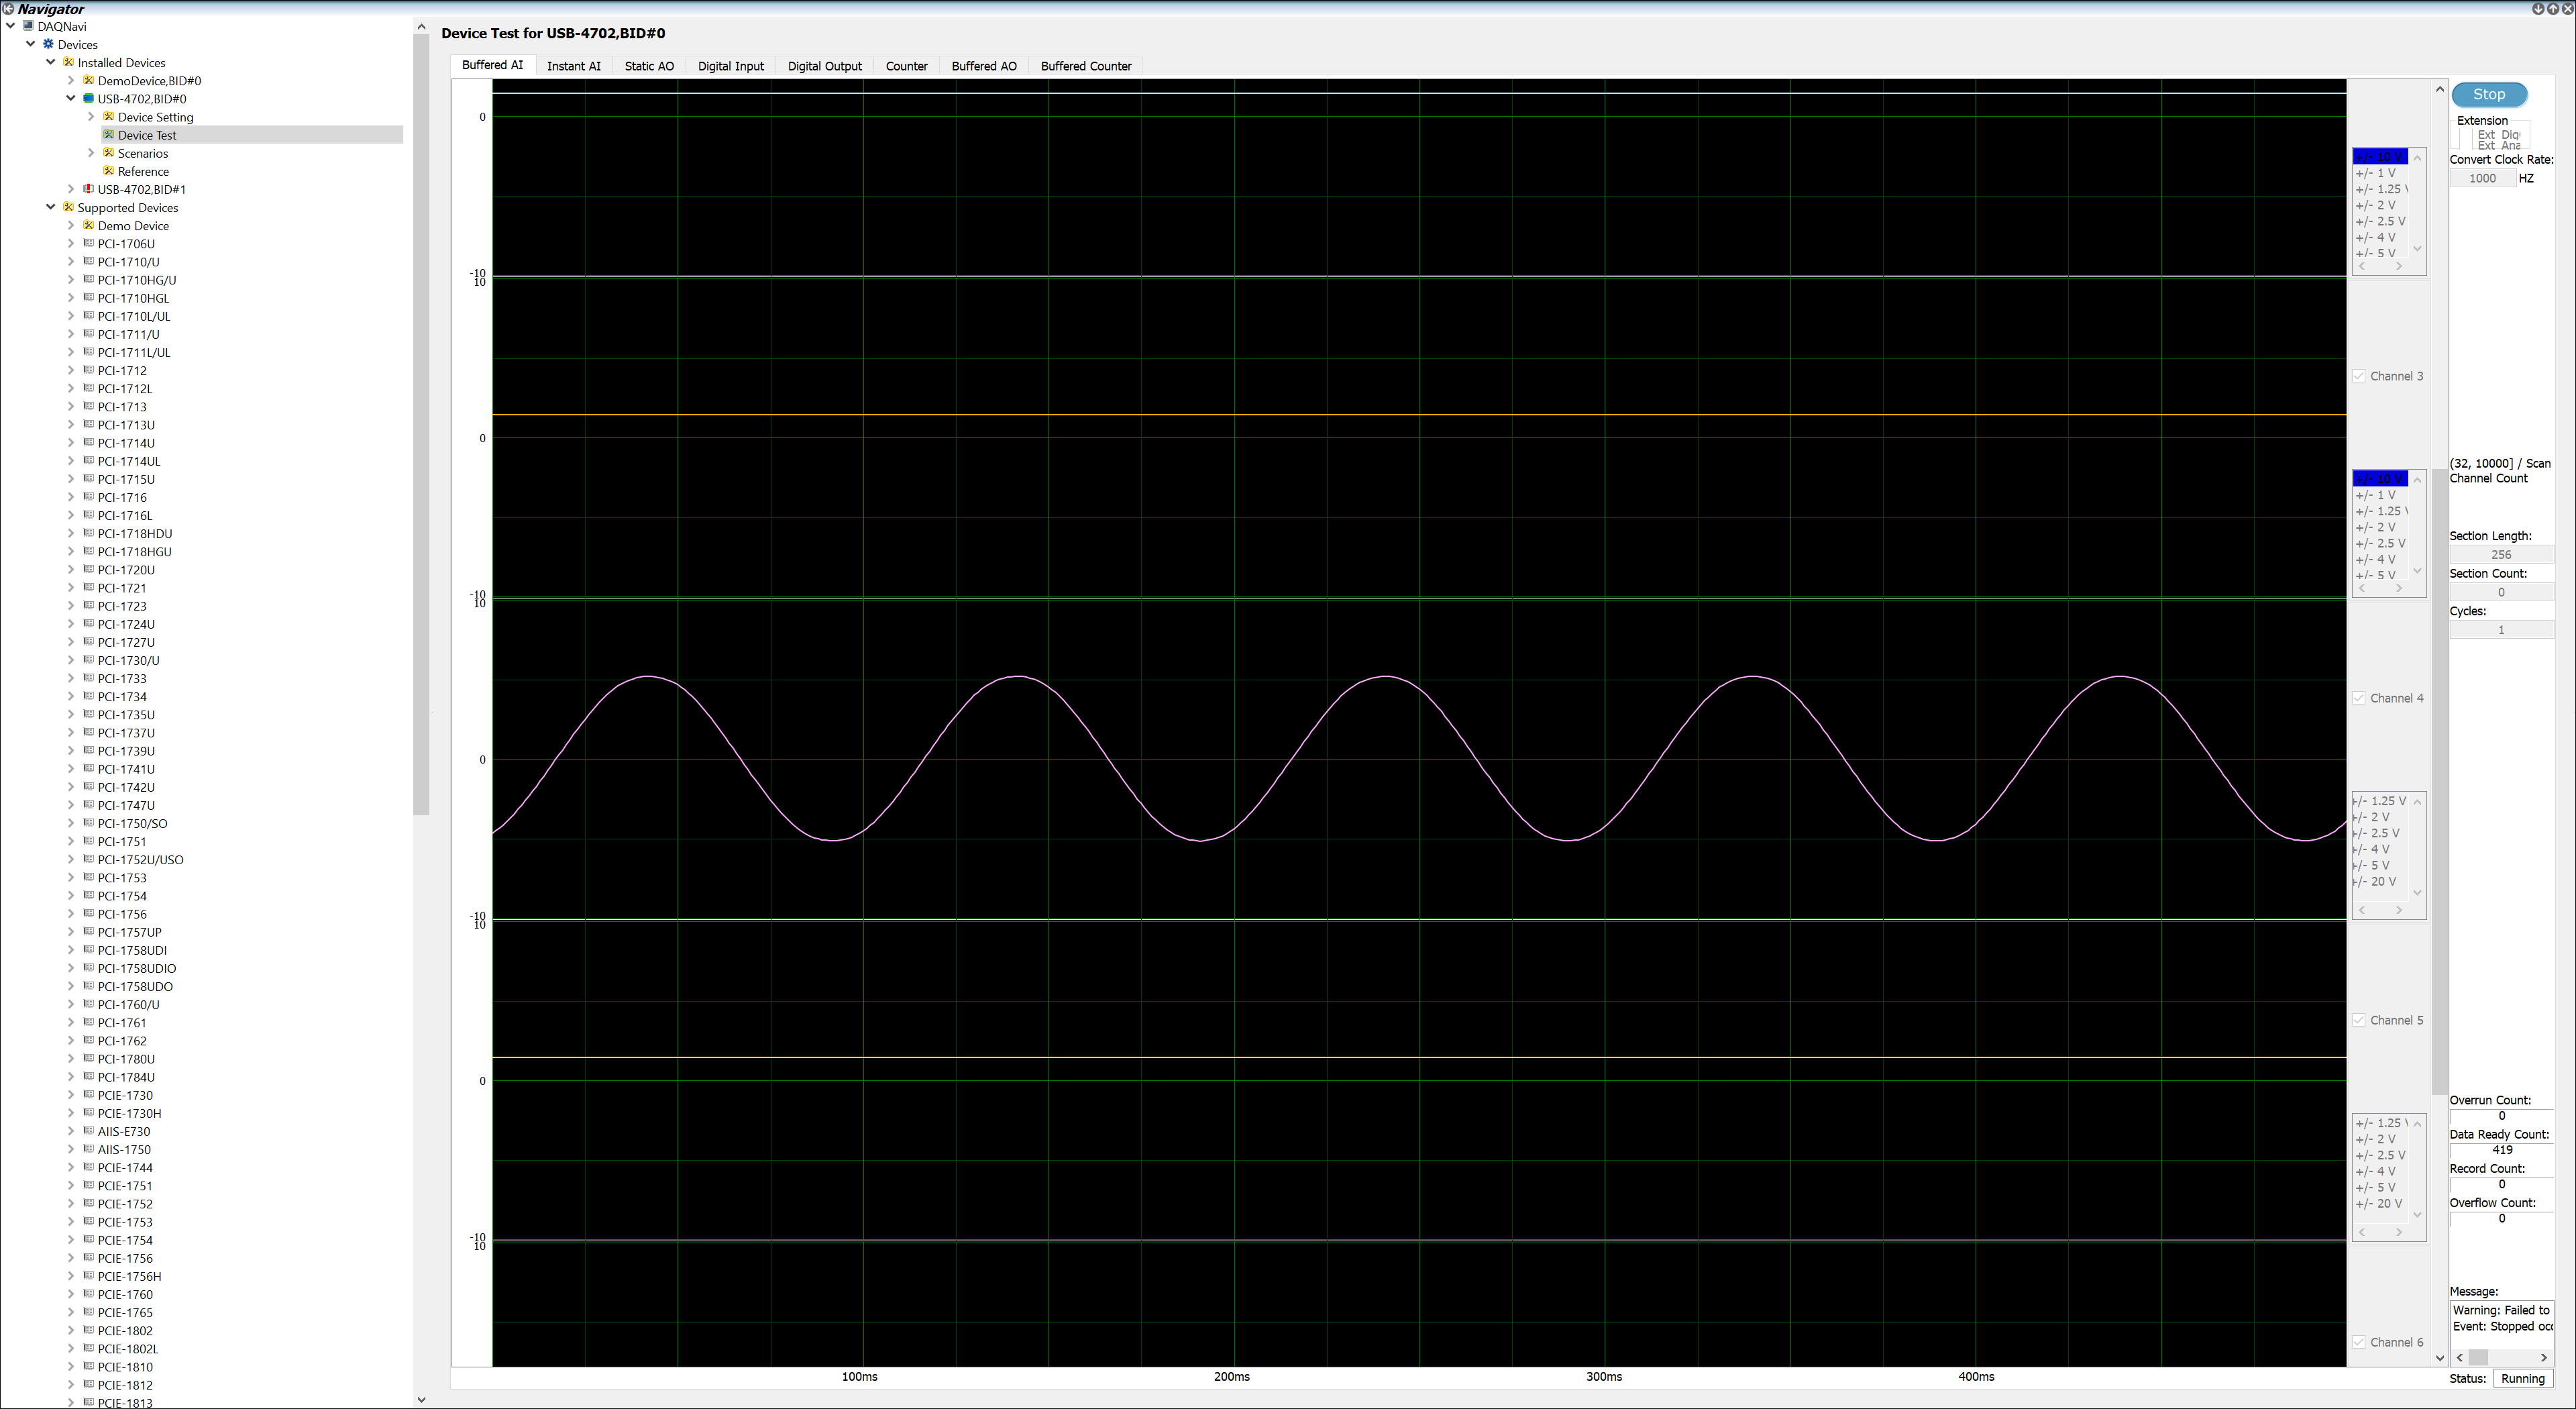 Navigator
DAQNavi
Devices
Installed Devices
DemoDevice,BID#0
USB-4702,BID#0
Device Setting
Device Test
Scenarios
Reference
USB-4702,BID#1
Supported Devices
Demo Device
PCI-1706U
PCI-1710/U
PCI-1710HG/U
PCI-1710HGL
PCI-1710L/UL
PCI-1711/U
PCI-1711L/UL
PCI-1712
PCI-1712L
PCI-1713
PCI-1713U
PCI-1714U
PCI-1714UL
PCI-1715U
PCI-1716
PCI-1716L
PCI-1718HDU
PCI-1718HGU
PCI-1720U
PCI-1721
PCI-1723
PCI-1724U
PCI-1727U
PCI-1730/U
PCI-1733
PCI-1734
PCI-1735U
PCI-1737U
PCI-1739U
PCI-1741U
PCI-1742U
PCI-1747U
PCI-1750/SO
PCI-1751
PCI-1752U/USO
PCI-1753
PCI-1754
PCI-1756
PCI-1757UP
PCI-1758UDI
PCI-1758UDIO
PCI-1758UDO
PCI-1760/U
PCI-1761
PCI-1762
PCI-1780U
PCI-1784U
PCIE-1730
PCIE-1730H
AIIS-E730
AIIS-1750
PCIE-1744
PCIE-1751
PCIE-1752
PCIE-1753
PCIE-1754
PCIE-1756
PCIE-1756H
PCIE-1760
PCIE-1765
PCIE-1802
PCIE-1802L
PCIE-1810
PCIE-1812
PCIE-1813
Device Test for USB-4702,BID#0
Buffered AI Instant AI Static AO Digital Input Digital Output Counter Buffered AO Buffered Counter
0
-10
10
0
-10
10
0
-10
10
0
-10
10
100ms 200ms 300ms 400ms
+/- 10 V
+/- 1 V
+/- 1.25 V
+/- 2 V
+/- 2.5 V
+/- 4 V
+/- 5 V
Channel 3
+/- 10 V
+/- 1 V
+/- 1.25 V
+/- 2 V
+/- 2.5 V
+/- 4 V
+/- 5 V
Channel 4
+/- 1.25 V
+/- 2 V
+/- 2.5 V
+/- 4 V
+/- 5 V
+/- 20 V
Channel 5
+/- 1.25 V
+/- 2 V
+/- 2.5 V
+/- 4 V
+/- 5 V
+/- 20 V
Channel 6
Stop
Extension
Ext Dig
Ext Ana
Convert Clock Rate:
1000 HZ
(32, 10000] / Scan
Channel Count
Section Length:
256
Section Count:
0
Cycles:
1
Overrun Count:
0
Data Ready Count:
419
Record Count:
0
Overflow Count:
0
Message:
Warning: Failed to
Event: Stopped occ
Status: Running